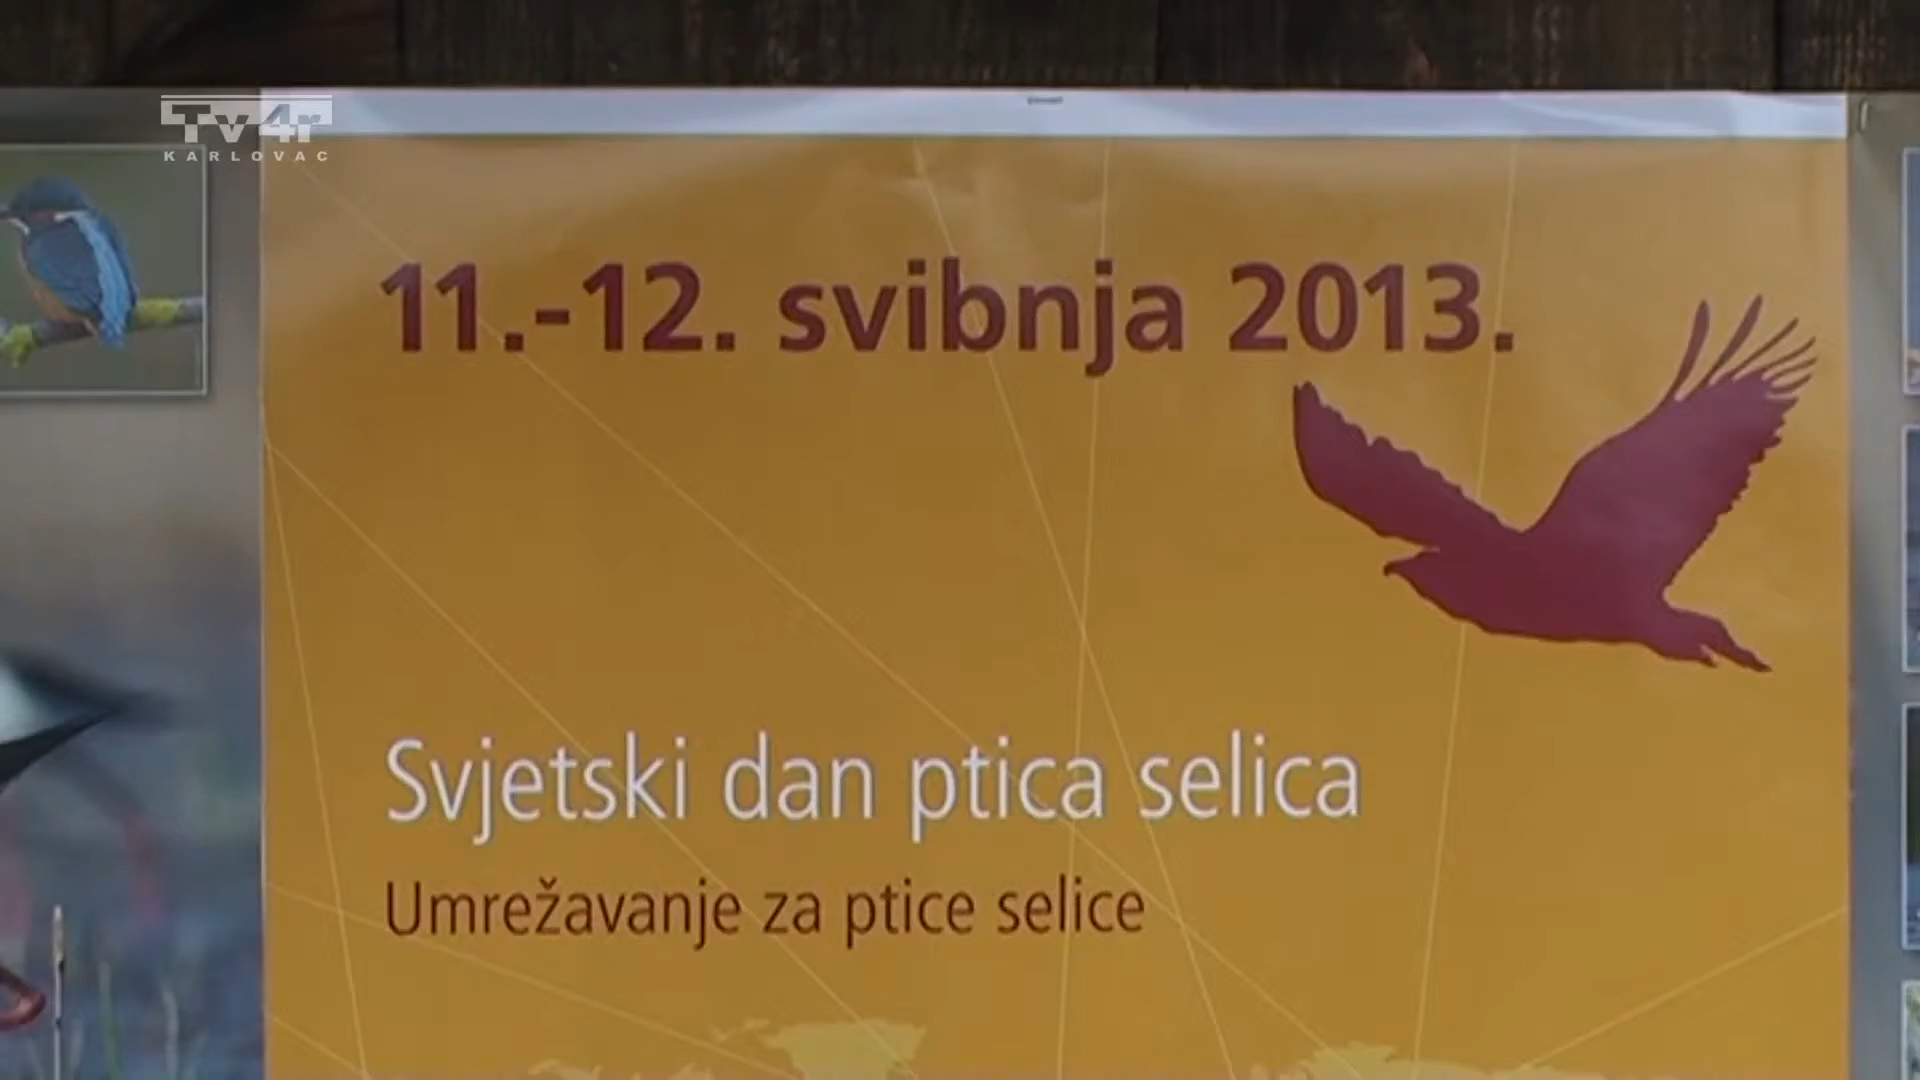 Tv4r
KARLOVAC
11.-12. svibnja 2013.
Svjetski dan ptica selica
Umrežavanje za ptice selice